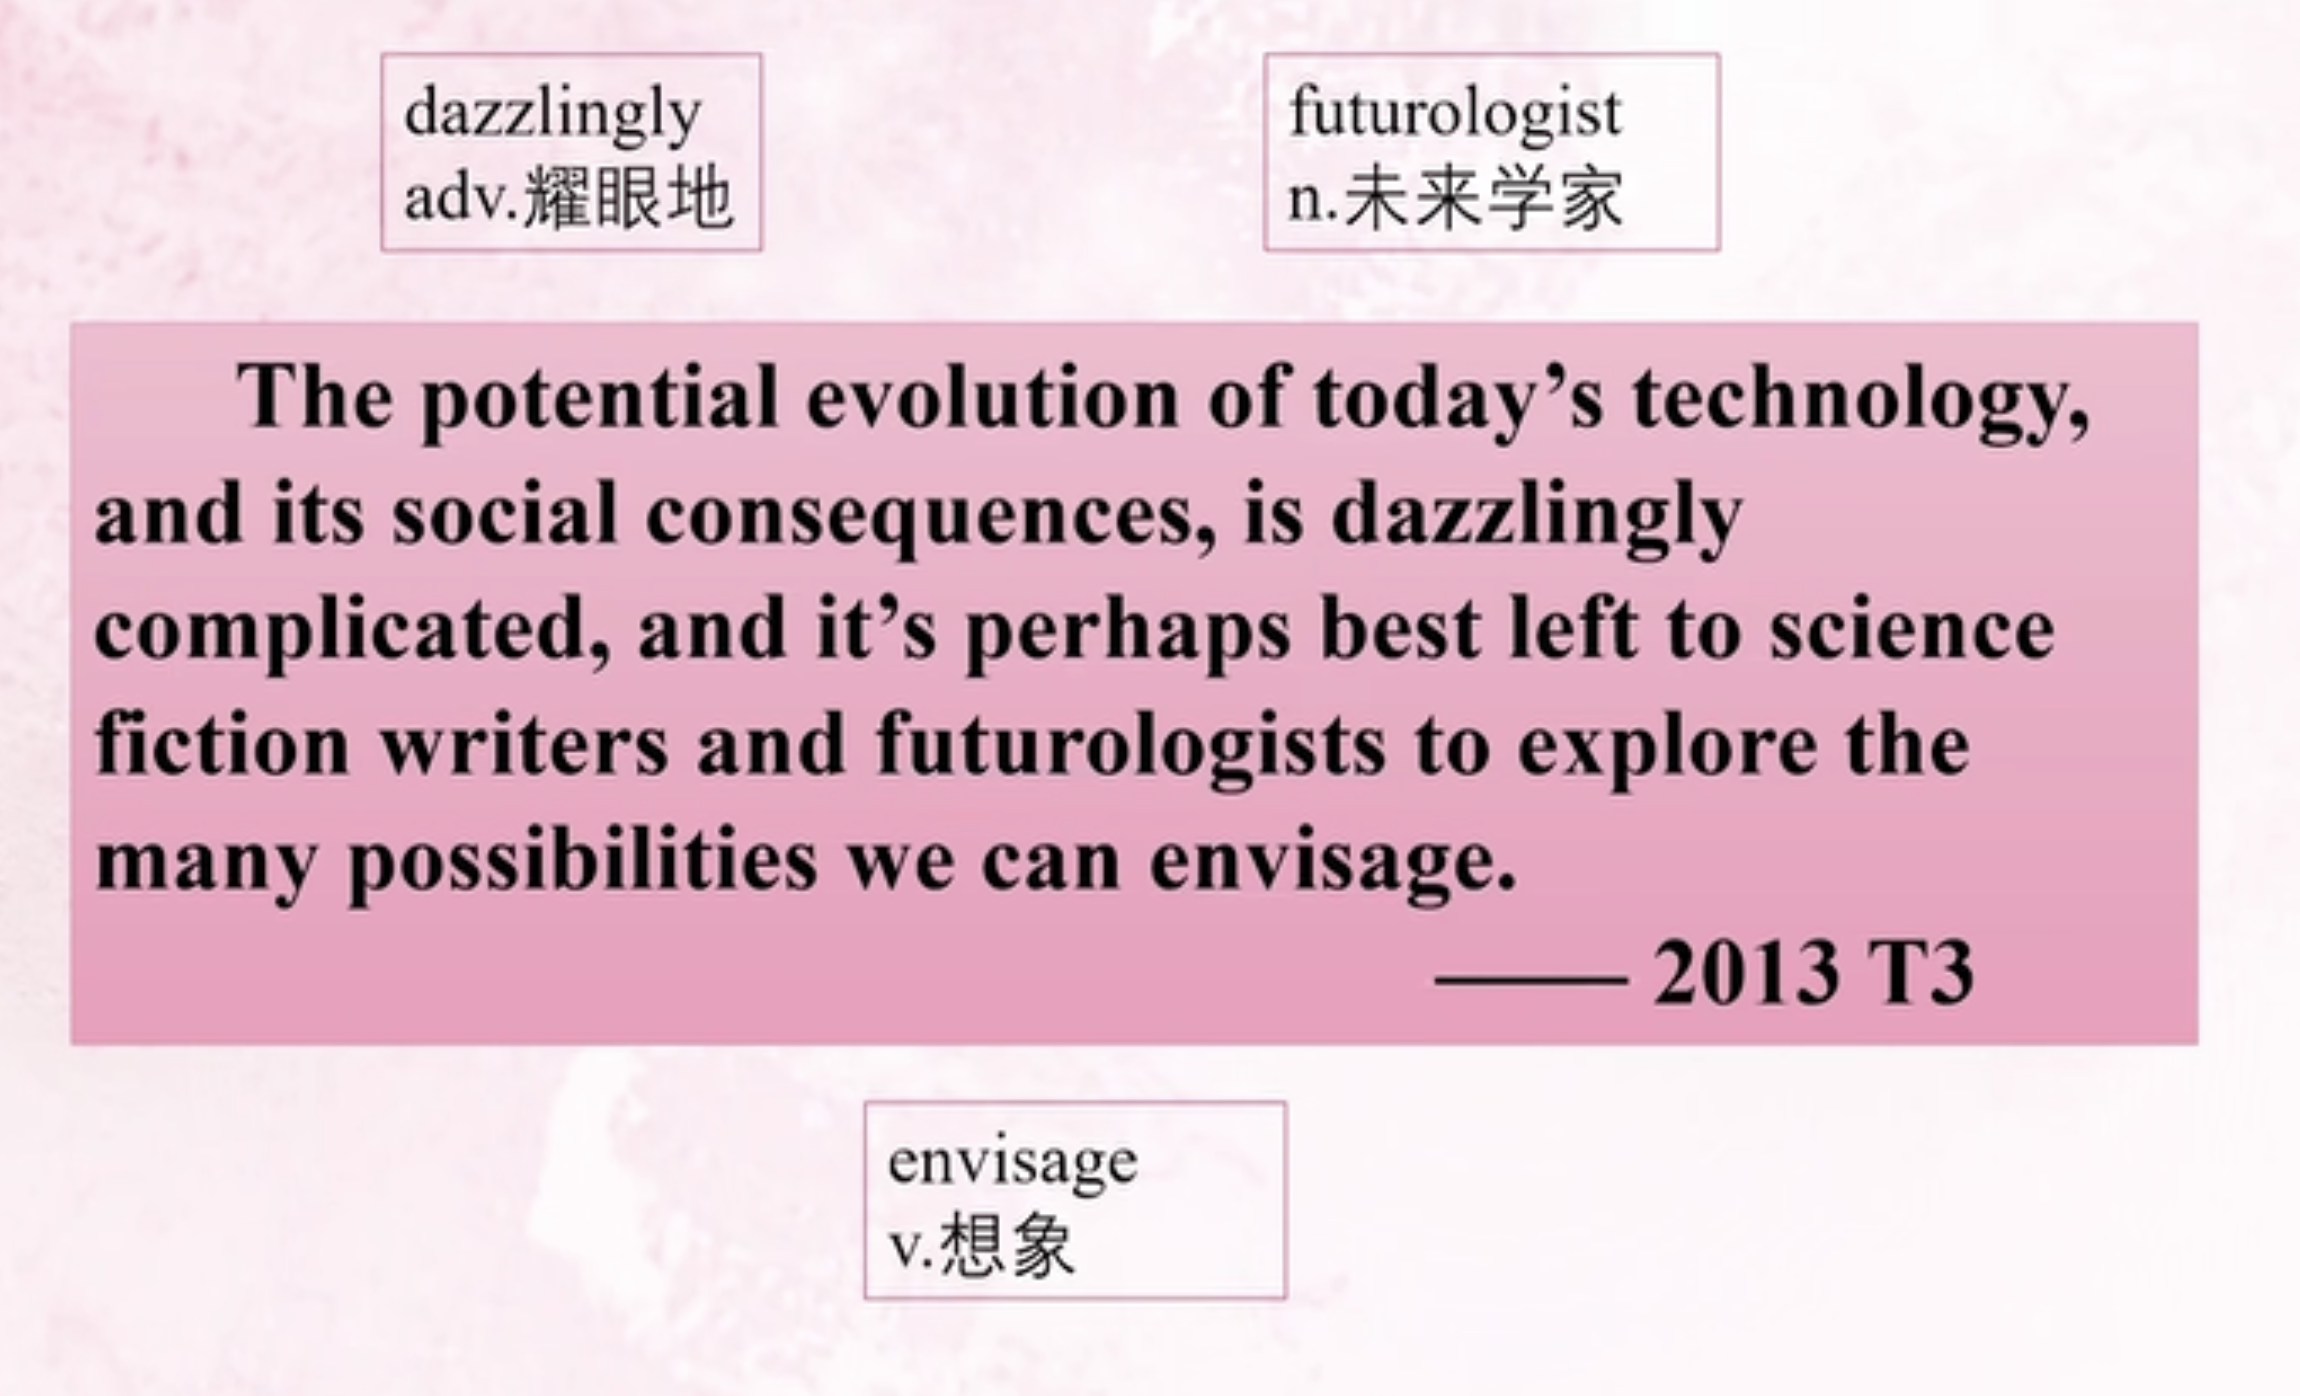 dazzlingly
adv.耀眼地
futurologist
n.未来学家
The potential evolution of today’s technology,
and its social consequences, is dazzlingly
complicated, and it’s perhaps best left to science
fiction writers and futurologists to explore the
many possibilities we can envisage.
—— 2013 T3
envisage
v.想象